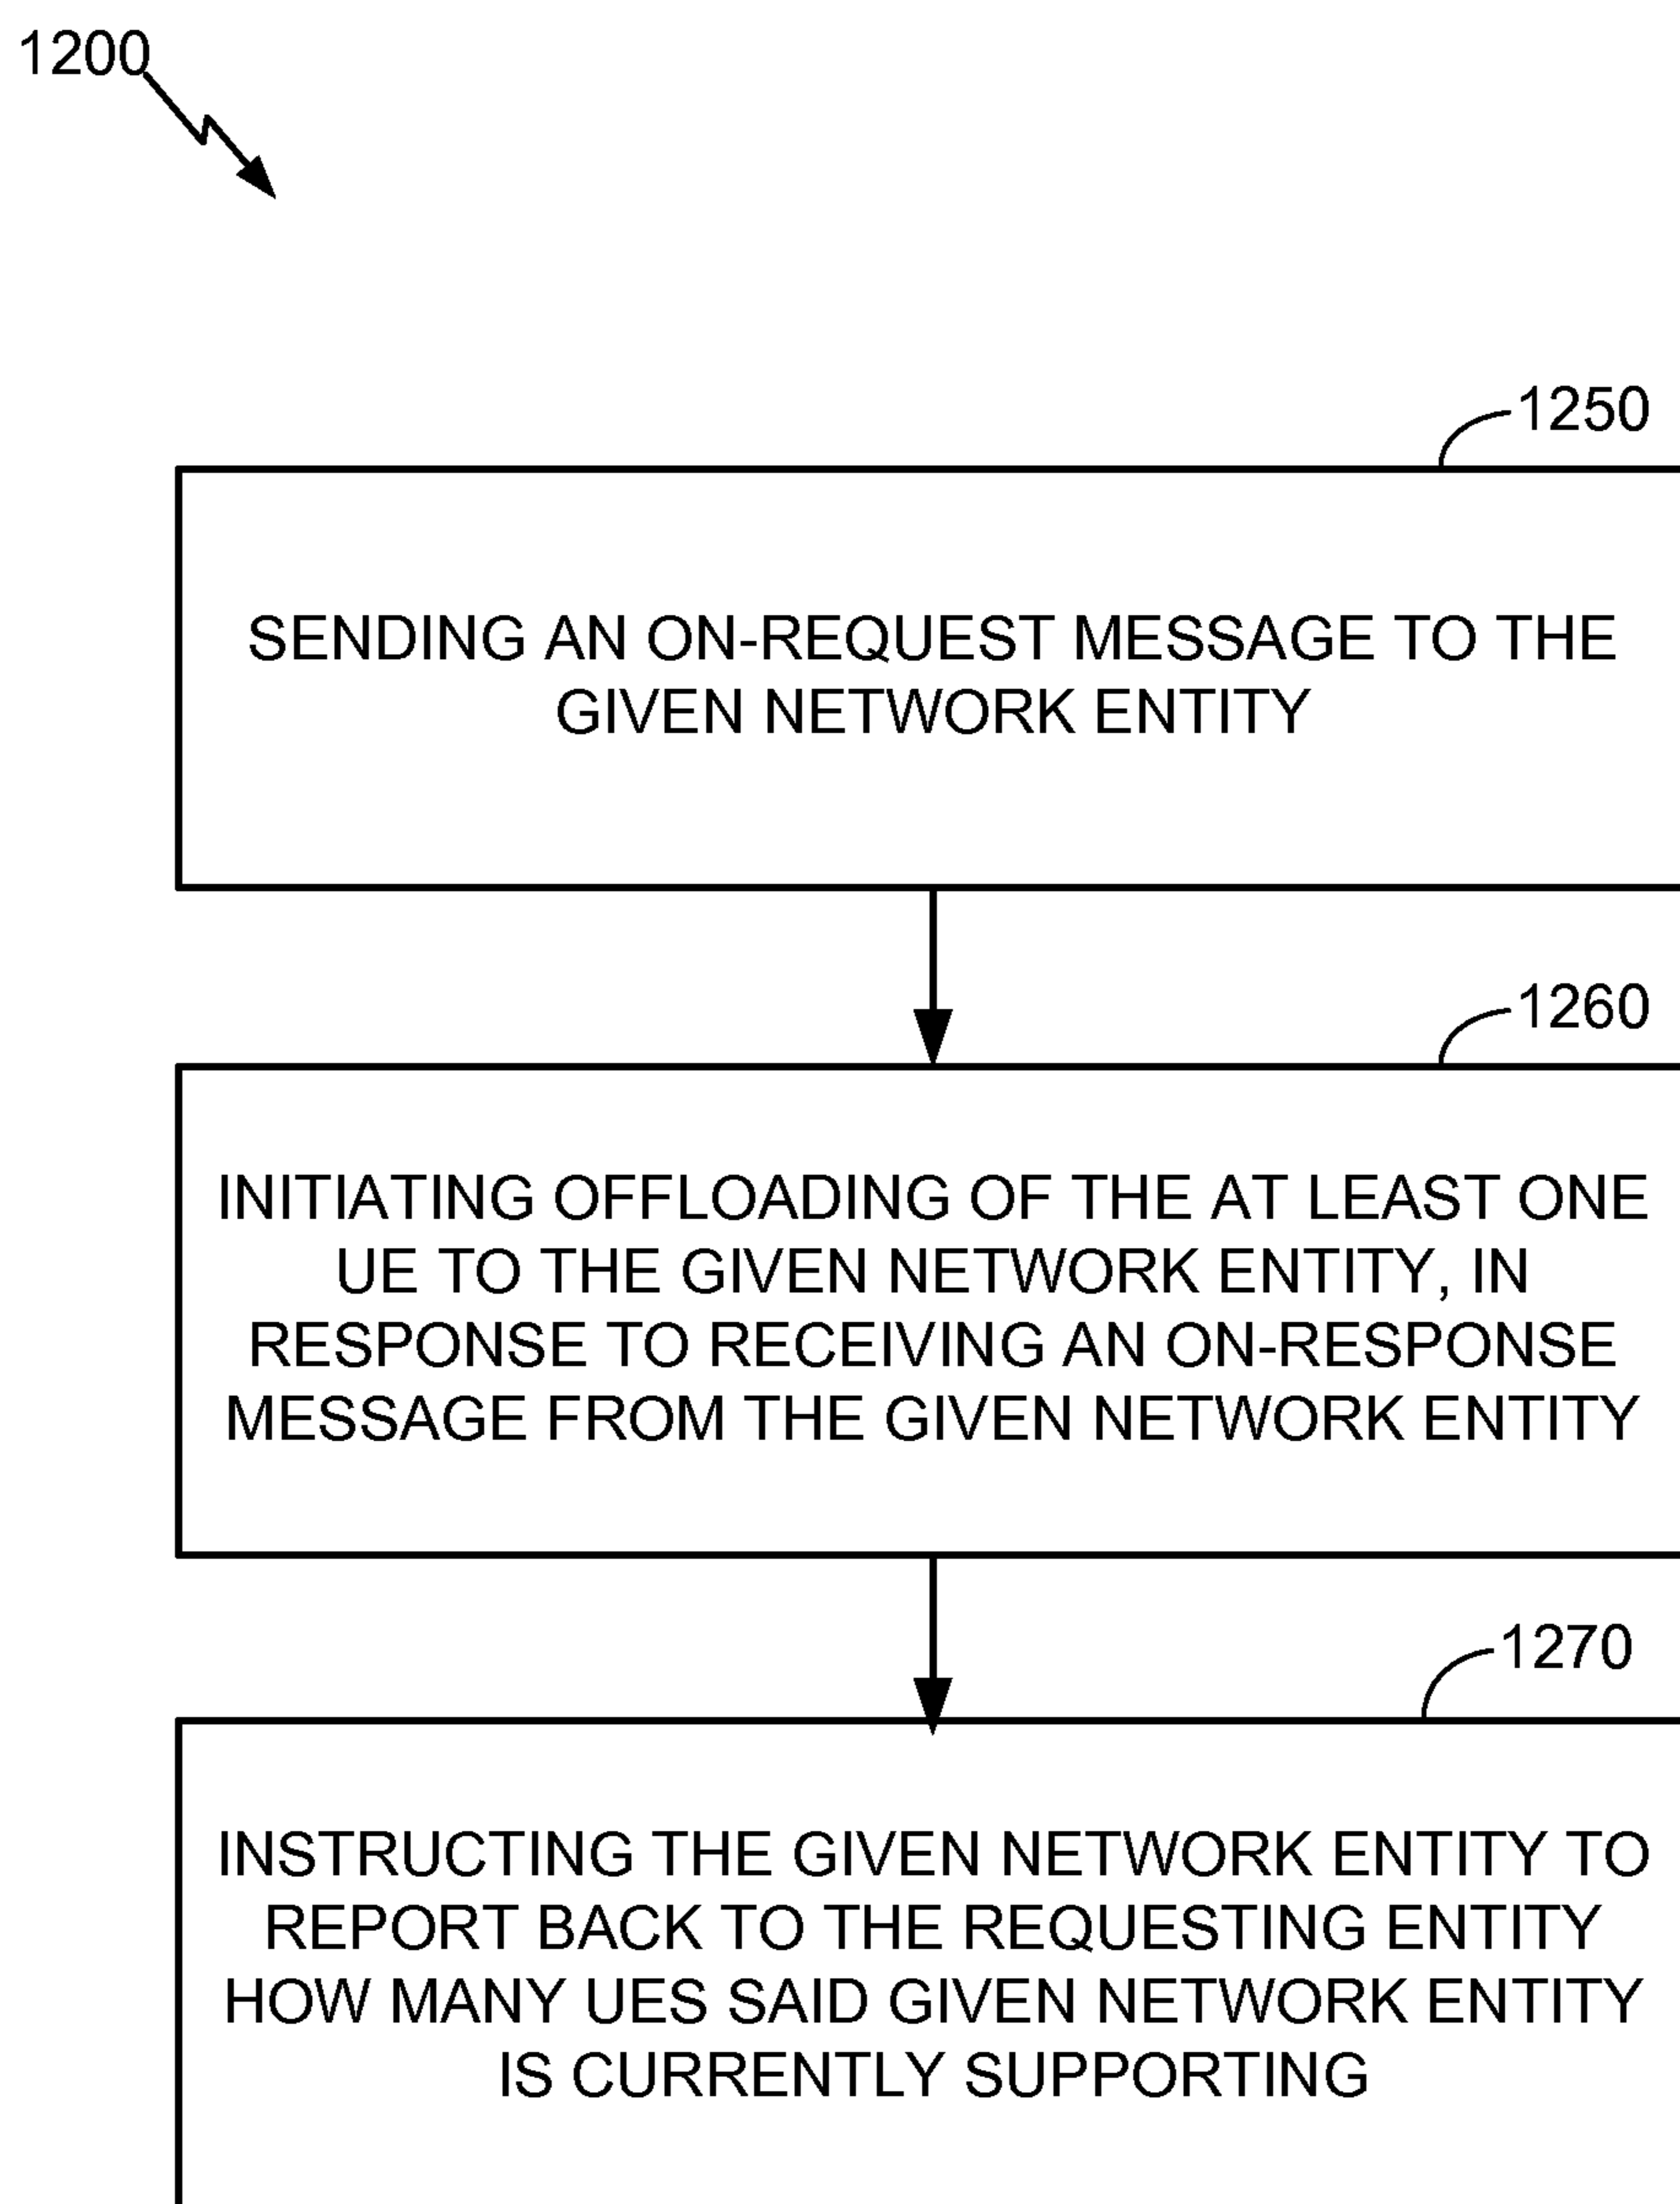 1200
1250
SENDING AN ON-REQUEST MESSAGE TO THE
GIVEN NETWORK ENTITY
1260
INITIATING OFFLOADING OF THE AT LEAST ONE
UE TO THE GIVEN NETWORK ENTITY, IN
RESPONSE TO RECEIVING AN ON-RESPONSE
MESSAGE FROM THE GIVEN NETWORK ENTITY
1270
INSTRUCTING THE GIVEN NETWORK ENTITY TO
REPORT BACK TO THE REQUESTING ENTITY
HOW MANY UES SAID GIVEN NETWORK ENTITY
IS CURRENTLY SUPPORTING